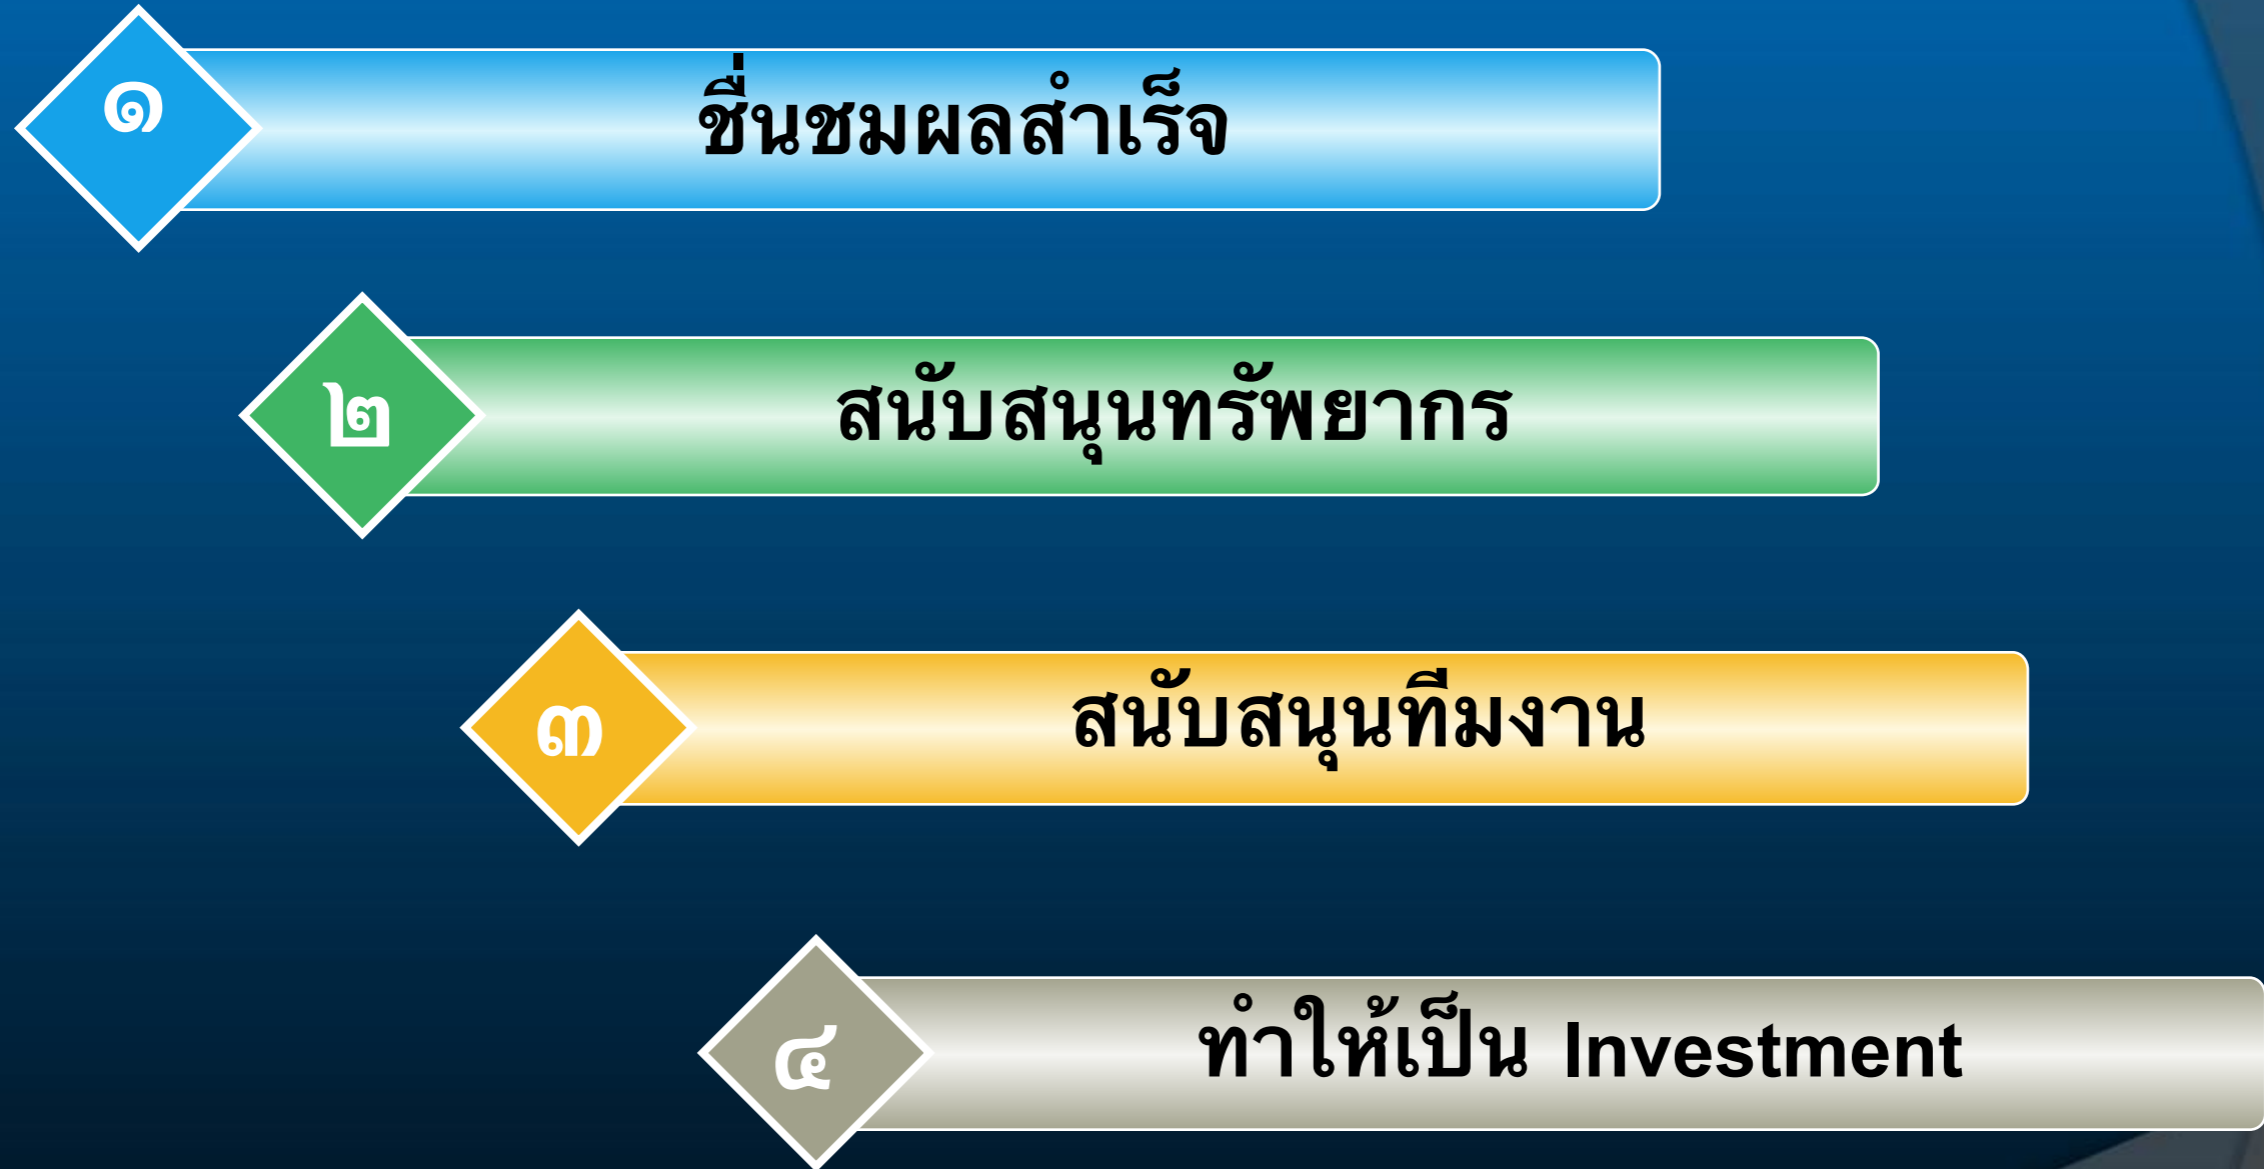 ๑
ชื่นชมผลสำเร็จ
๒
สนับสนุนทรัพยากร
๓
สนับสนุนทีมงาน
๔
ทำให้เป็น Investment